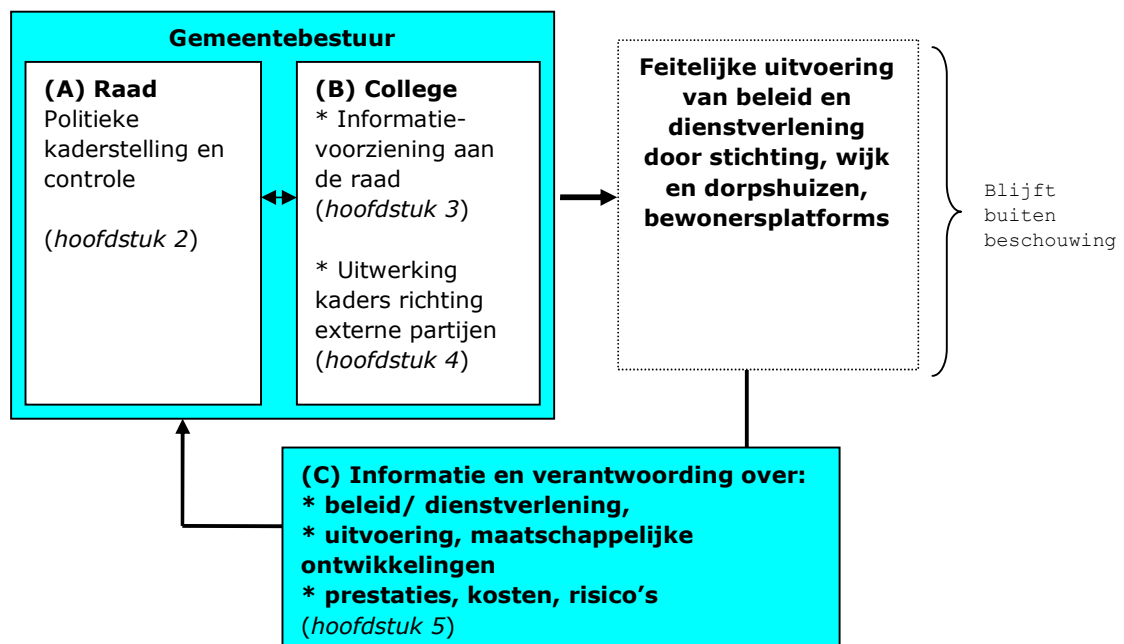 Gemeentebestuur
(A) Raad
Politieke
kaderstelling en
controle
(hoofdstuk 2)
(B) College
* Informatie-
voorziening aan
de raad
(hoofdstuk 3)
* Uitwerking
kaders richting
externe partijen
(hoofdstuk 4)
Feitelijke uitvoering
van beleid en
dienstverlening
door stichting, wijk
en dorpshuizen,
bewonersplatforms
Blijft
buiten
beschouwing
(C) Informatie en verantwoording over:
* beleid/ dienstverlening,
* uitvoering, maatschappelijke
ontwikkelingen
* prestaties, kosten, risico’s
(hoofdstuk 5)